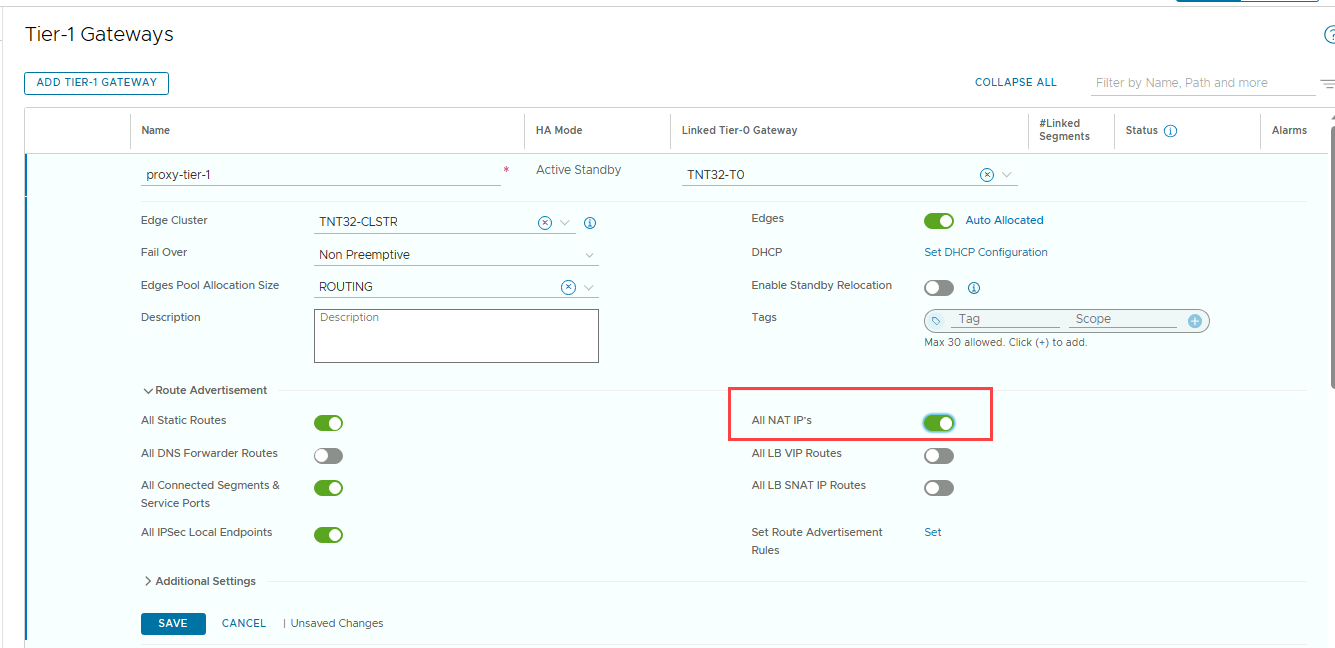 Tier-1 Gateways
ADD TIER-1 GATEWAY
COLLAPSE ALL
Filter by Name, Path and more
Name
HA Mode
Linked Tier-0 Gateway
#Linked
Segments
Status
Alarms
proxy-tier-1
*
Active Standby
TNT32-T0
Edge Cluster
TNT32-CLSTR
Edges
Auto Allocated
Fail Over
Non Preemptive
DHCP
Set DHCP Configuration
Edges Pool Allocation Size
ROUTING
Enable Standby Relocation
Description
Description
Tags
Tag
Scope
Max 30 allowed. Click (+) to add.
Route Advertisement
All Static Routes
All NAT IP's
All DNS Forwarder Routes
All LB VIP Routes
All Connected Segments &
Service Ports
All LB SNAT IP Routes
All IPSec Local Endpoints
Set Route Advertisement
Rules
Set
Additional Settings
SAVE
CANCEL
| Unsaved Changes